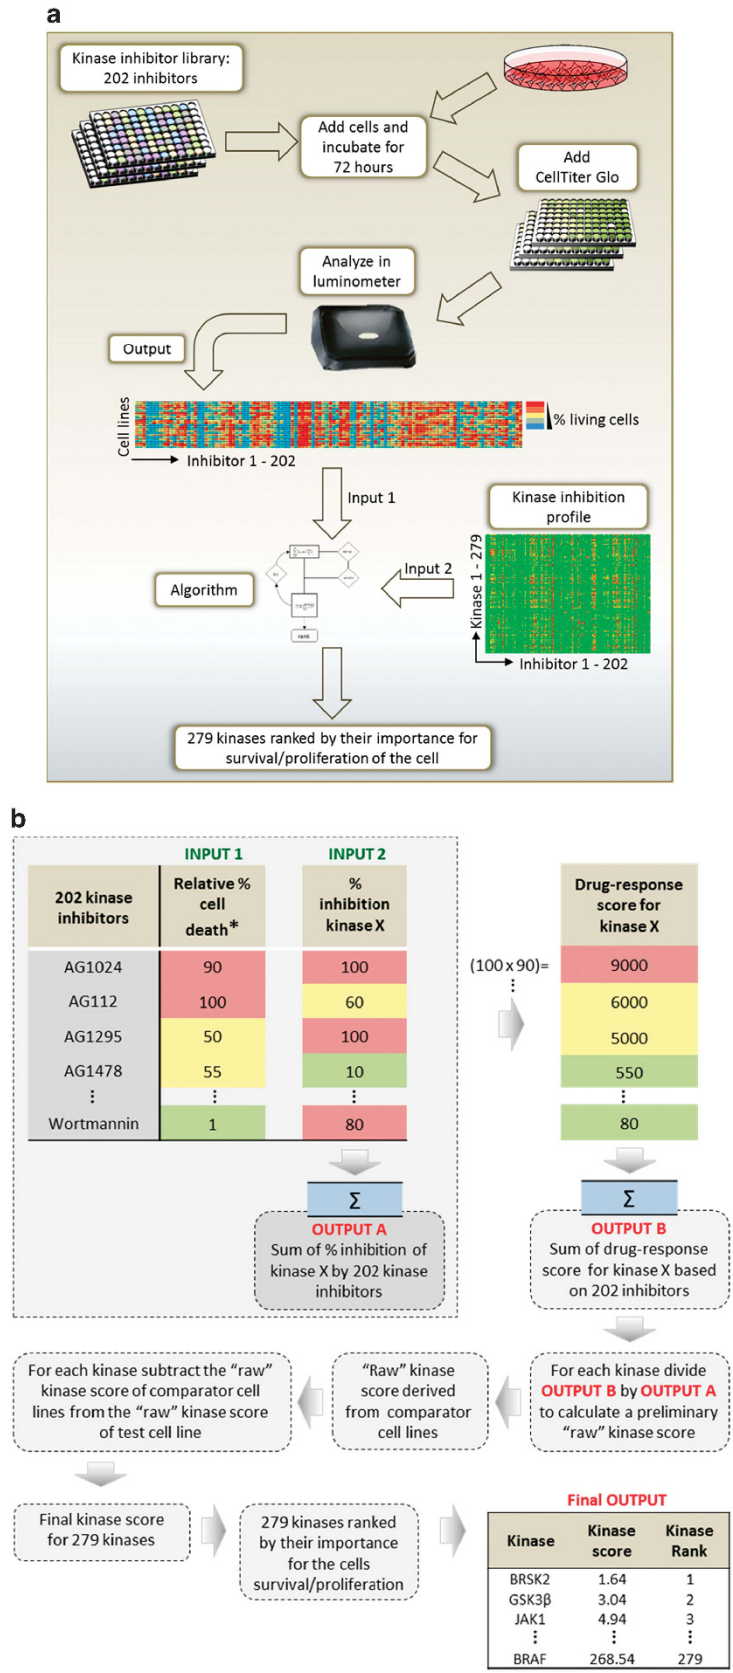 a
Kinase inhibitor library:
202 inhibitors
Add cells and
incubate for
72 hours
Add
CellTiter Glo
Analyze in
luminometer
Output
Cell lines
Inhibitor 1 - 202
% living cells
Input 1
Kinase inhibition
profile
Algorithm
Input 2
Kinase 1 - 279
rank
Inhibitor 1 - 202
279 kinases ranked by their importance for
survival/proliferation of the cell
b
INPUT 1
INPUT 2
202 kinase
inhibitors
Relative %
cell
death*
%
inhibition
kinase X
Drug-response
score for
kinase X
AG1024 90 100 (100 x 90)= 9000
AG112 100 60 6000
AG1295 50 100 5000
AG1478 55 10 550
Wortmannin 1 80 80
Σ
OUTPUT A
Sum of % inhibition of
kinase X by 202 kinase
inhibitors
Σ
OUTPUT B
Sum of drug-response
score for kinase X based
on 202 inhibitors
For each kinase subtract the “raw”
kinase score of comparator cell
lines from the “raw” kinase score
of test cell line
“Raw” kinase
score derived
from comparator
cell lines
For each kinase divide
OUTPUT B by OUTPUT A
to calculate a preliminary
“raw” kinase score
Final kinase score
for 279 kinases
279 kinases ranked
by their importance
for the cells
survival/proliferation
Final OUTPUT
Kinase
Kinase
score
Kinase
Rank
BRSK2 1.64 1
GSK3β 3.04 2
JAK1 4.94 3
BRAF 268.54 279